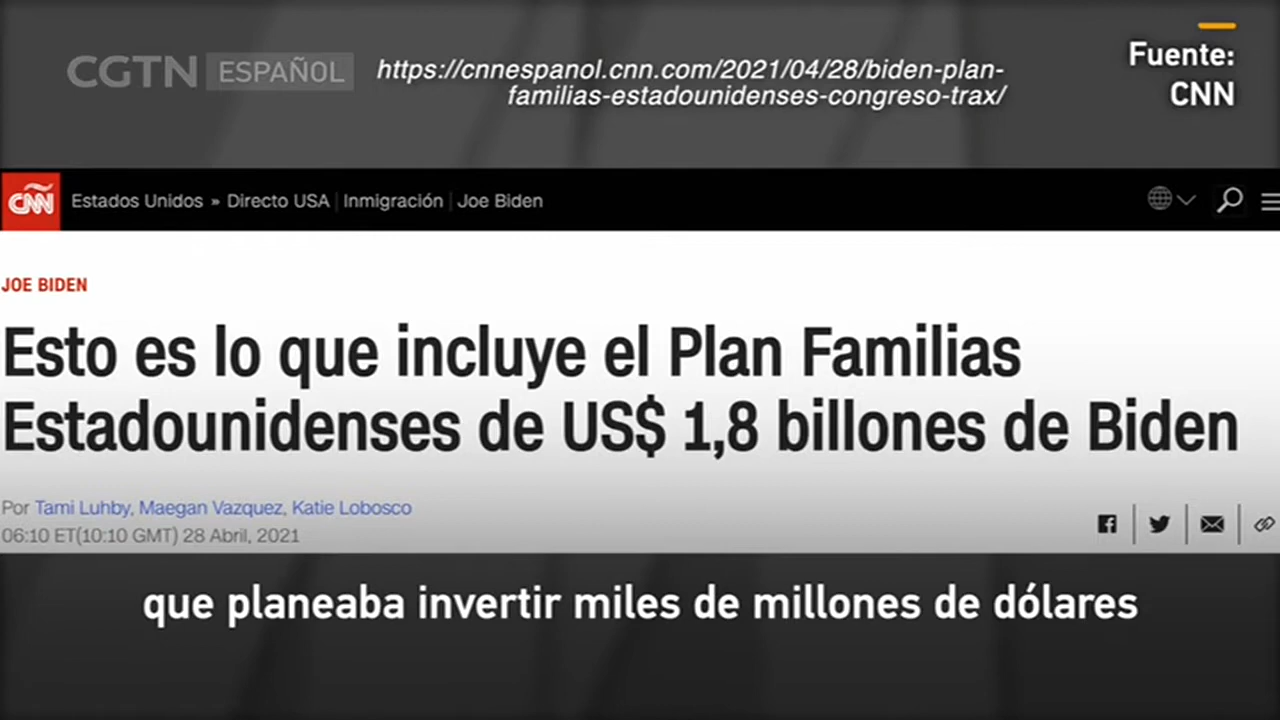 CGTN ESPAÑOL
https://cnnespanol.cnn.com/2021/04/28/biden-plan-
familias-estadounidenses-congreso-trax/
Fuente:
CNN
CNN Estados Unidos » Directo USA | Inmigración | Joe Biden
JOE BIDEN
Esto es lo que incluye el Plan Familias
Estadounidenses de US$ 1,8 billones de Biden
Por Tami Luhby, Maegan Vazquez, Katie Lobosco
06:10 ET(10:10 GMT) 28 Abril, 2021
que planeaba invertir miles de millones de dólares